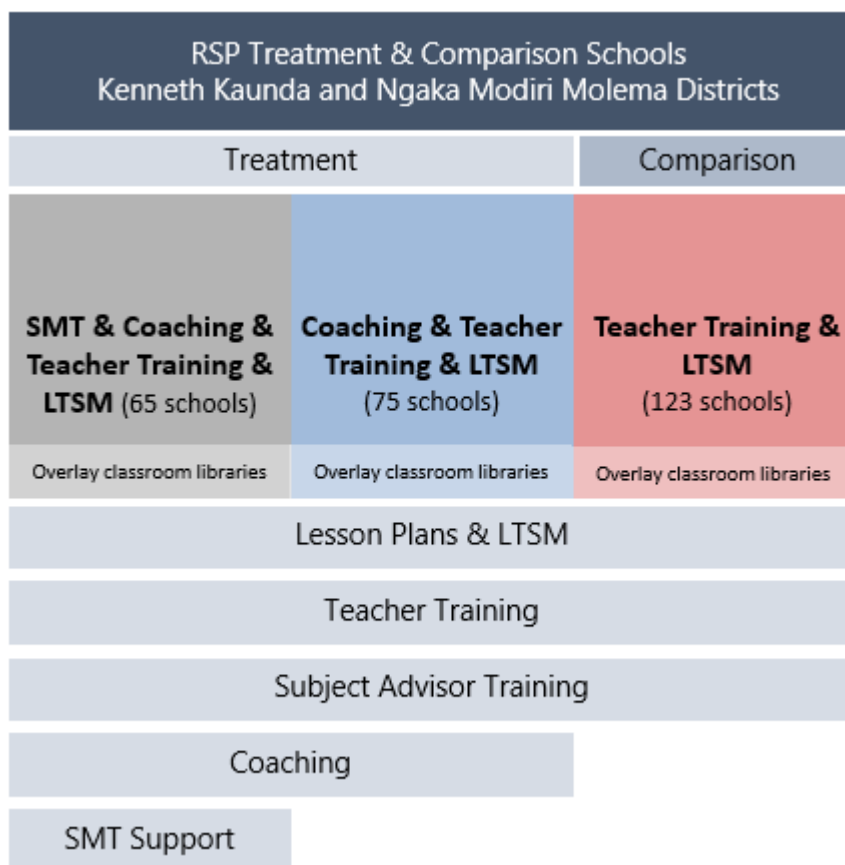 RSP Treatment & Comparison Schools
Kenneth Kaunda and Ngaka Modiri Molema Districts
Treatment
Comparison
SMT & Coaching &
Teacher Training &
LTSM (65 schools)
Coaching & Teacher
Training & LTSM
(75 schools)
Teacher Training &
LTSM
(123 schools)
Overlay classroom libraries
Overlay classroom libraries
Overlay classroom libraries
Lesson Plans & LTSM
Teacher Training
Subject Advisor Training
Coaching
SMT Support